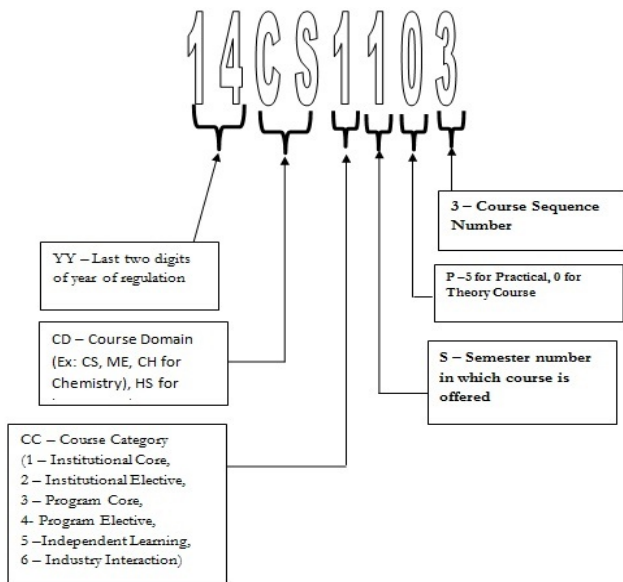 14CS1103
3 – Course Sequence
Number
YY – Last two digits
of year of regulation
P –5 for Practical, 0 for
Theory Course
CD – Course Domain
(Ex: CS, ME, CH for
Chemistry), HS for
S – Semester number
in which course is
offered
CC – Course Category
(1 – Institutional Core,
2 – Institutional Elective,
3 – Program Core,
4- Program Elective,
5 –Independent Learning,
6 – Industry Interaction)